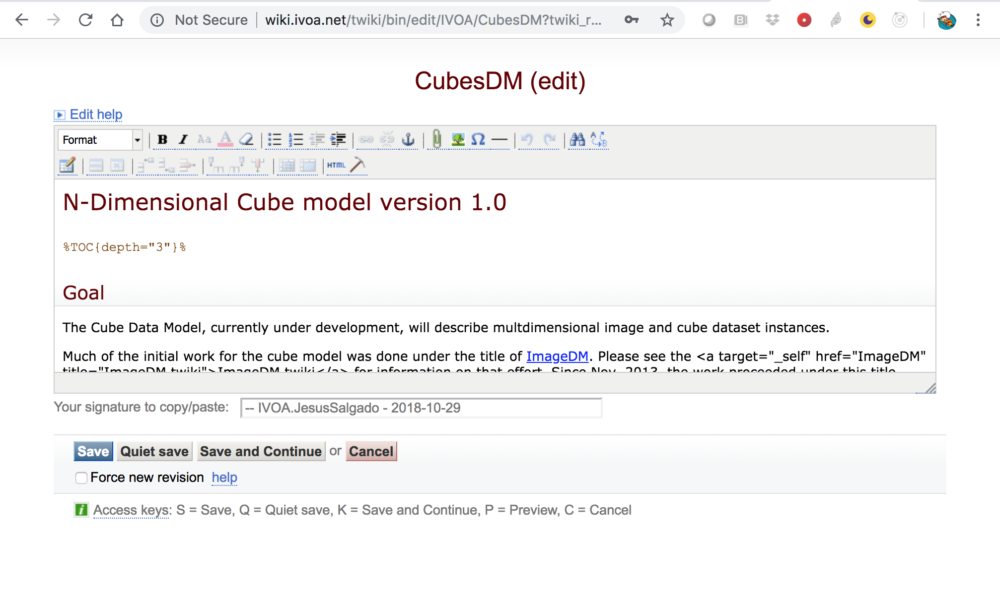 Not Secure wiki.ivoa.net/twiki/bin/edit/IVOA/CubesDM?twiki_r...
CubesDM (edit)
Edit help
Format B I Aa A HTML
N-Dimensional Cube model version 1.0
%TOC{depth="3"}%
Goal
The Cube Data Model, currently under development, will describe multdimensional image and cube dataset instances.
Much of the initial work for the cube model was done under the title of ImageDM. Please see the <a target="_self" href="ImageDM"
title="ImageDM twiki">ImageDM twiki</a> for information on that effort. Since Nov. 2013, the work proceeded under this title.
Your signature to copy/paste: -- IVOA.JesusSalgado - 2018-10-29
Save Quiet save Save and Continue or Cancel
Force new revision help
Access keys: S = Save, Q = Quiet save, K = Save and Continue, P = Preview, C = Cancel